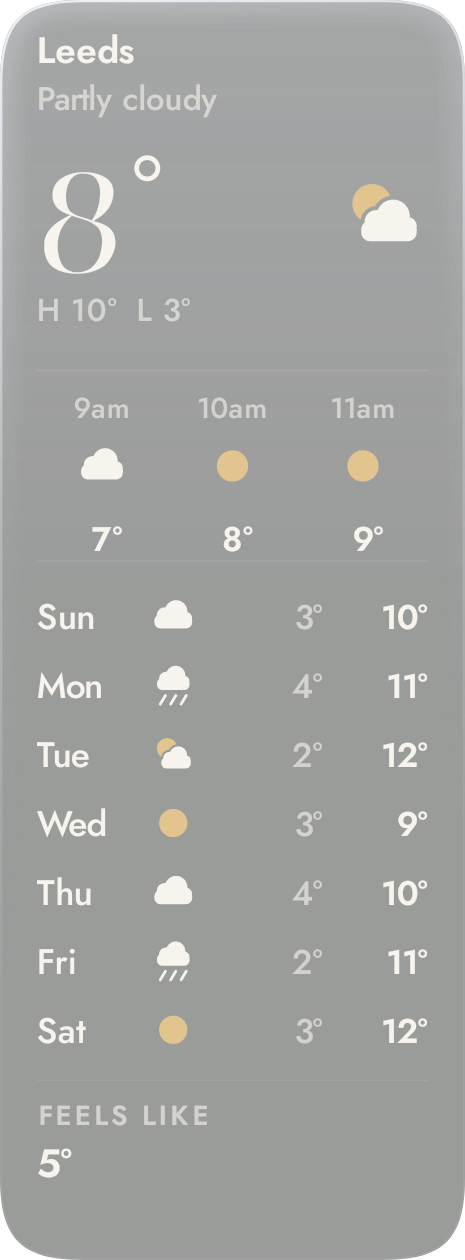 Leeds
Partly cloudy
8°
H 10° L 3°
9am 10am 11am
7° 8° 9°
Sun 3° 10°
Mon 4° 11°
Tue 2° 12°
Wed 3° 9°
Thu 4° 10°
Fri 2° 11°
Sat 3° 12°
FEELS LIKE
5°